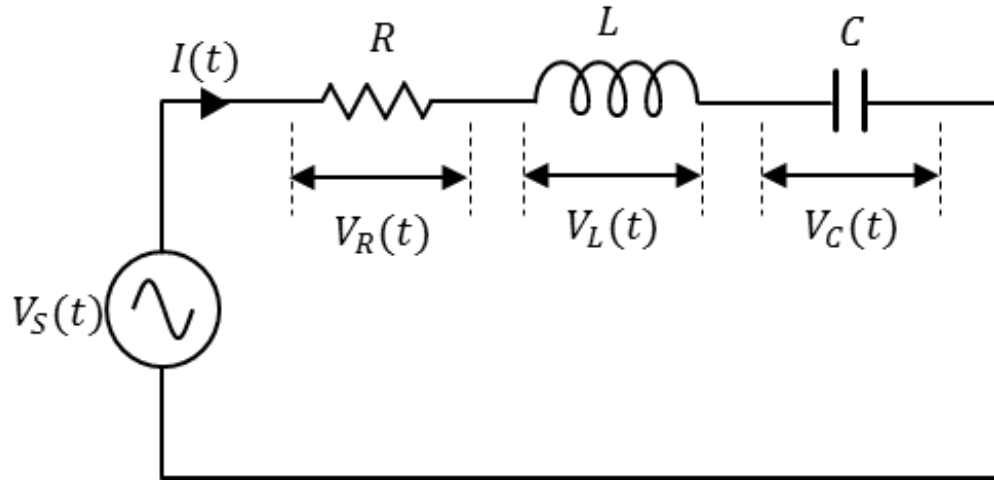 R
L
C
I(t)
V_R(t)
V_L(t)
V_C(t)
V_S(t)